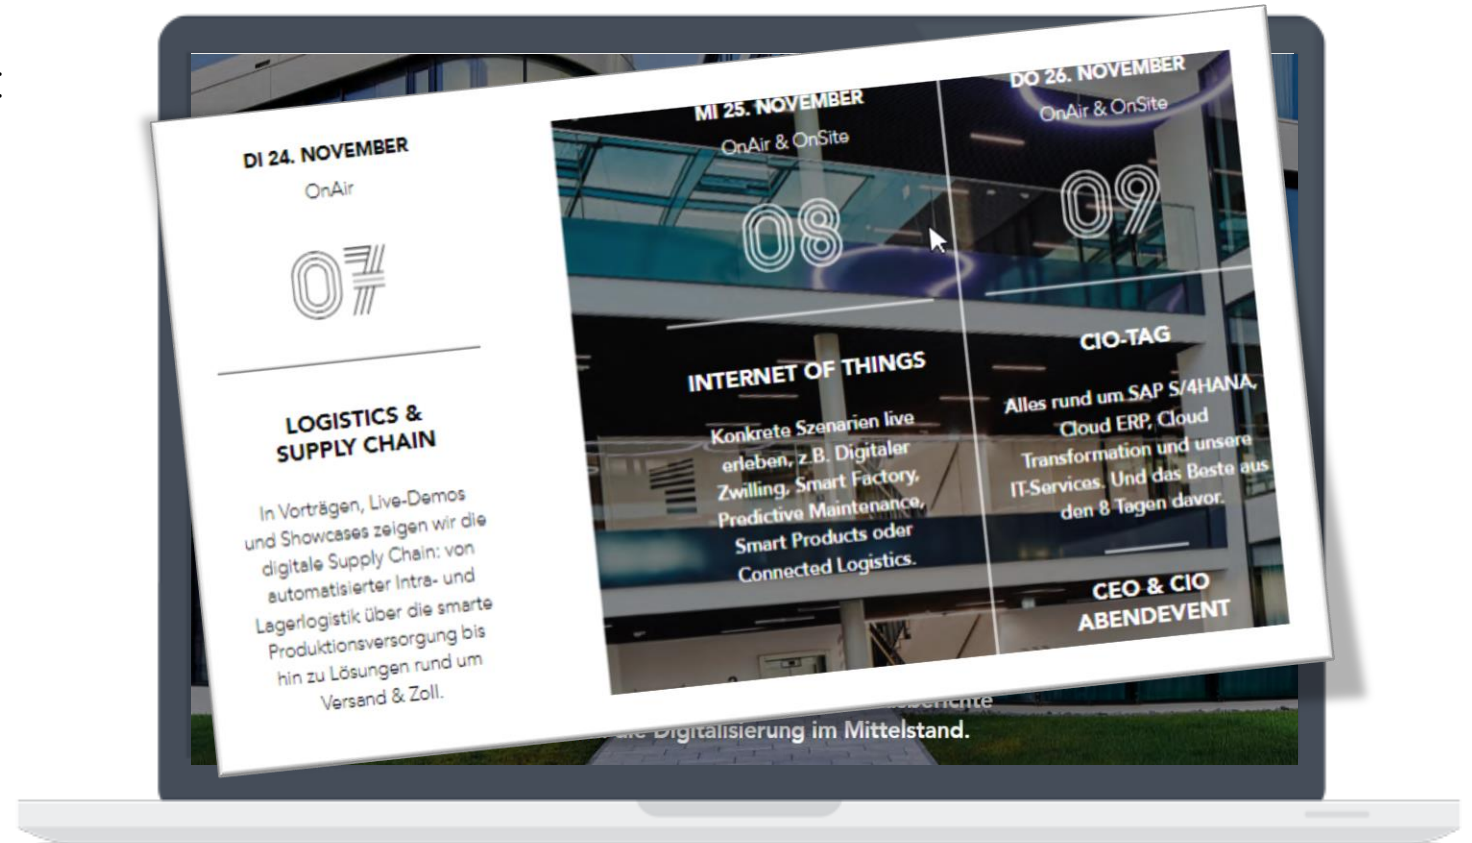 DI 24. NOVEMBER
OnAir
07
LOGISTICS &
SUPPLY CHAIN
In Vorträgen, Live-Demos
und Showcases zeigen wir die
digitale Supply Chain: von
automatisierter Intra- und
Lagerlogistik über die smarte
Produktionsversorgung bis
hin zu Lösungen rund um
Versand & Zoll.
MI 25. NOVEMBER
OnAir & OnSite
08
INTERNET OF THINGS
Konkrete Szenarien live
erleben, z.B. Digitaler
Zwilling, Smart Factory,
Predictive Maintenance,
Smart Products oder
Connected Logistics.
DO 26. NOVEMBER
OnAir & OnSite
09
CIO-TAG
Alles rund um SAP S/4HANA,
Cloud ERP, Cloud
Transformation und unsere
IT-Services. Und das Beste aus
den 8 Tagen davor.
CEO & CIO
ABENDEVENT
die Digitalisierung im Mittelstand.